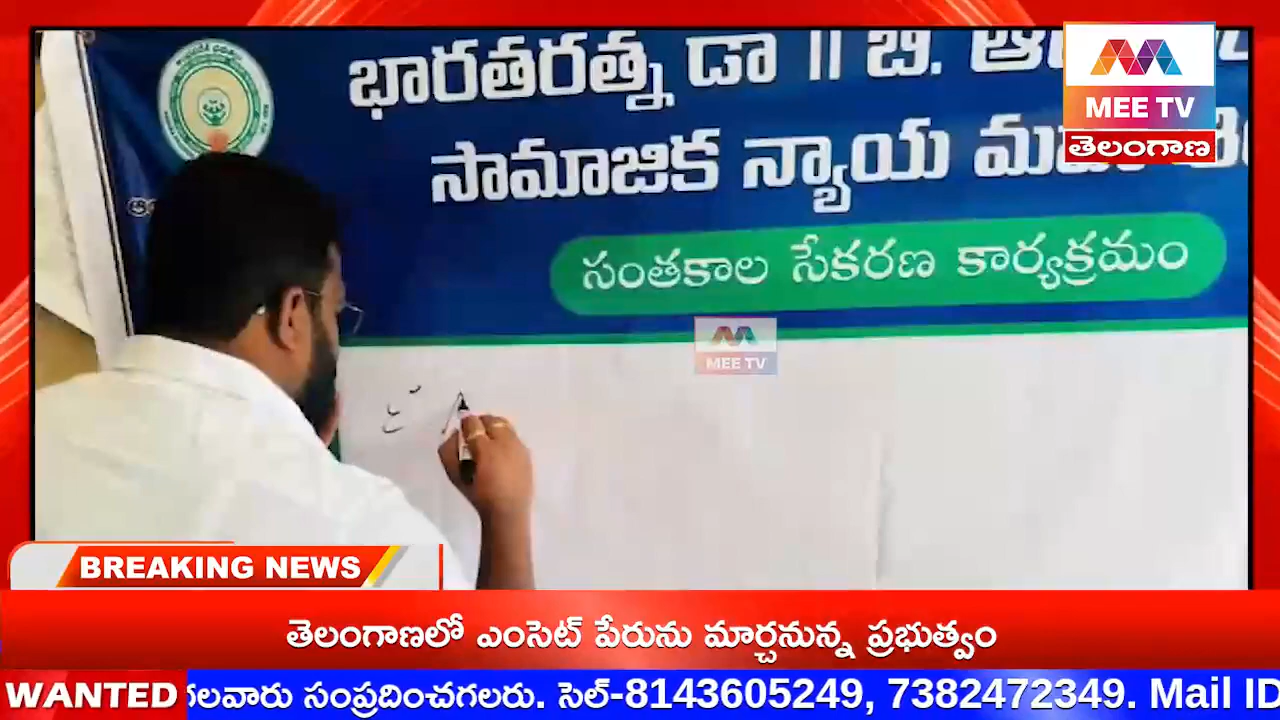 భారతరత్న డా || బి.
సామాజిక న్యాయ
సంతకాల సేకరణ కార్యక్రమం
MEE TV
తెలంగాణ
MEE TV
BREAKING NEWS
తెలంగాణలో ఎంసెట్ పేరును మార్చనున్న ప్రభుత్వం
WANTED
సంప్రదించగలరు. సెల్-8143605249, 7382472349. Mail ID